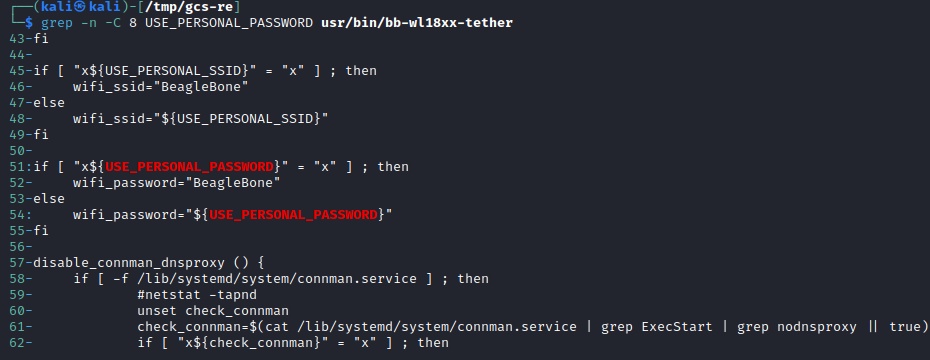 ┌──(kali㉿kali)-[/tmp/gcs-re]
└─$ grep -n -C 8 USE_PERSONAL_PASSWORD usr/bin/bb-wl18xx-tether
43-fi
44-
45-if [ "x${USE_PERSONAL_SSID}" = "x" ] ; then
46-     wifi_ssid="BeagleBone"
47-else
48-     wifi_ssid="${USE_PERSONAL_SSID}"
49-fi
50-
51:if [ "x${USE_PERSONAL_PASSWORD}" = "x" ] ; then
52-     wifi_password="BeagleBone"
53-else
54:     wifi_password="${USE_PERSONAL_PASSWORD}"
55-fi
56-
57-disable_connman_dnsproxy () {
58-     if [ -f /lib/systemd/system/connman.service ] ; then
59-             #netstat -tapnd
60-             unset check_connman
61-             check_connman=$(cat /lib/systemd/system/connman.service | grep ExecStart | grep nodnsproxy || true)
62-             if [ "x${check_connman}" = "x" ] ; then